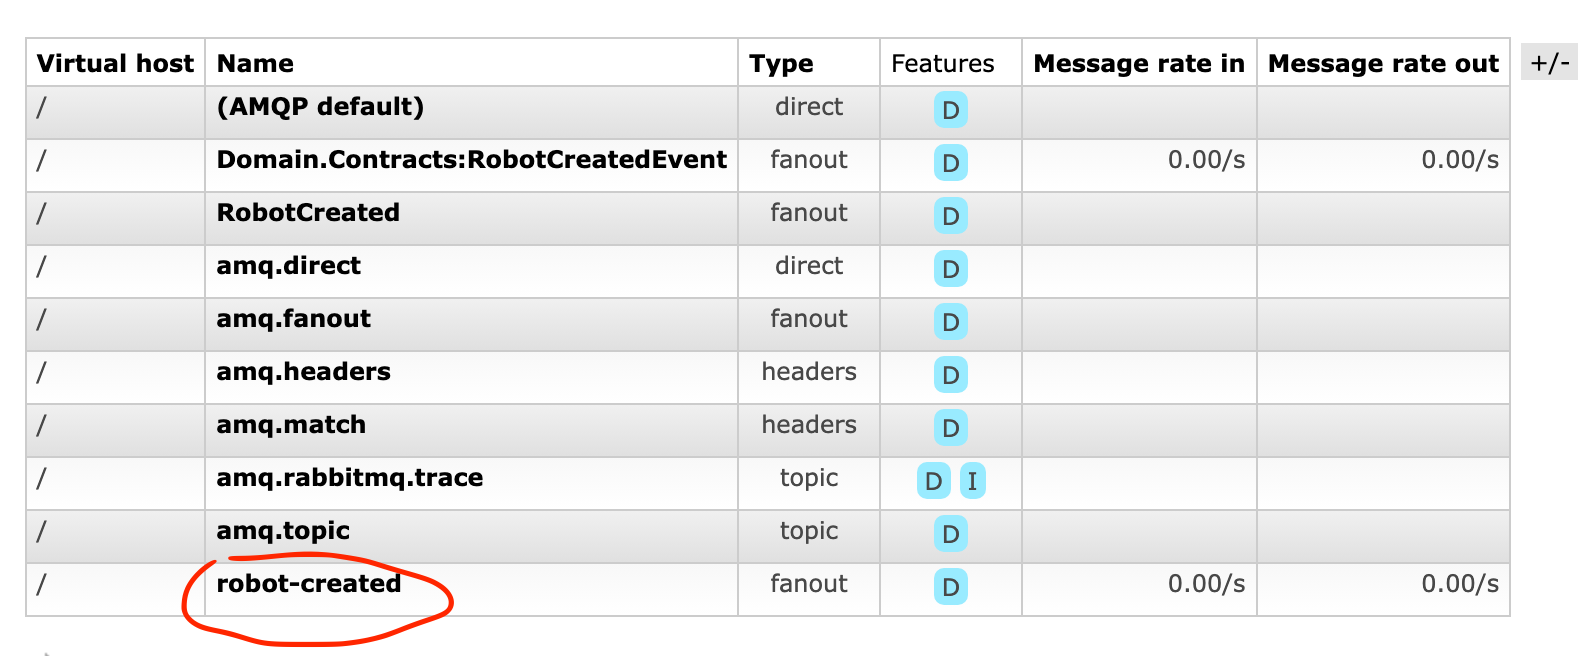 Virtual host Name Type Features Message rate in Message rate out +/-
/ (AMQP default) direct D
/ Domain.Contracts:RobotCreatedEvent fanout D 0.00/s 0.00/s
/ RobotCreated fanout D
/ amq.direct direct D
/ amq.fanout fanout D
/ amq.headers headers D
/ amq.match headers D
/ amq.rabbitmq.trace topic D I
/ amq.topic topic D
/ robot-created fanout D 0.00/s 0.00/s